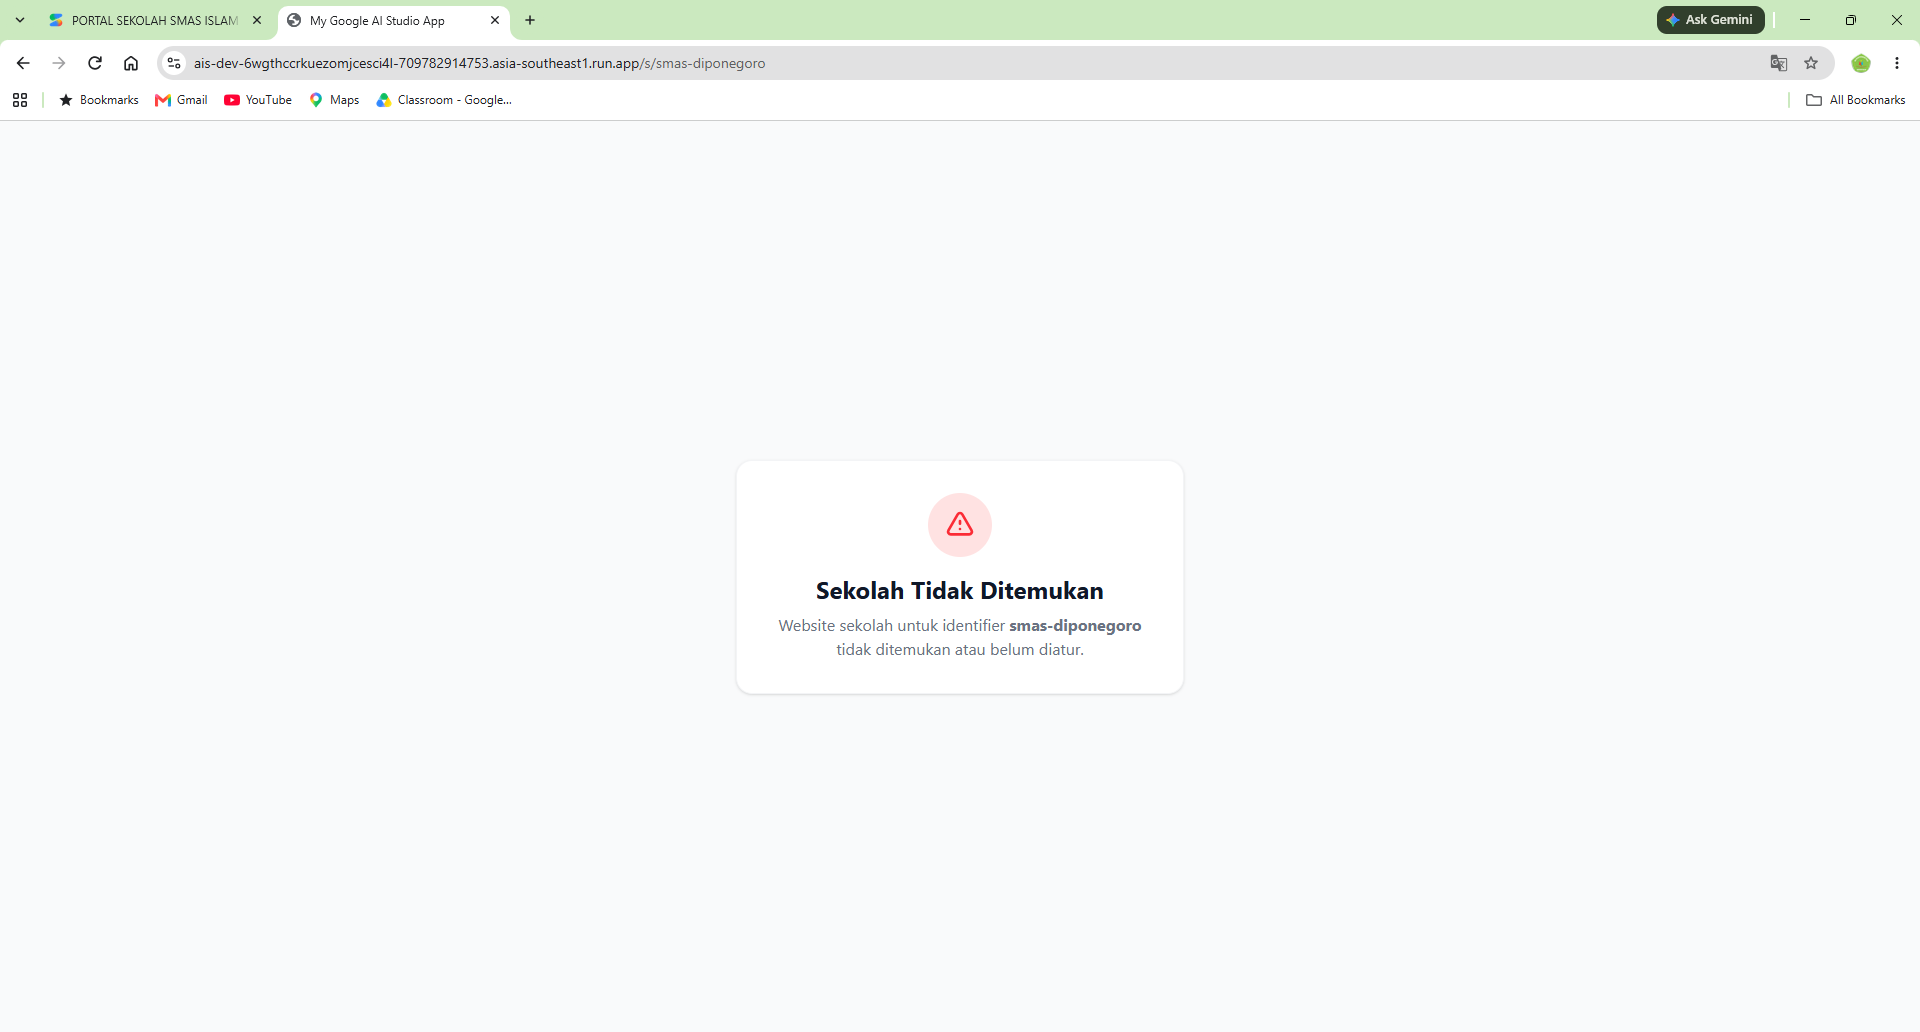 PORTAL SEKOLAH SMAS ISLAM
My Google AI Studio App
Ask Gemini
ais-dev-6wgthccrkuezomjcesci4l-709782914753.asia-southeast1.run.app/s/smas-diponegoro
Bookmarks
Gmail
YouTube
Maps
Classroom - Google...
All Bookmarks
Sekolah Tidak Ditemukan
Website sekolah untuk identifier smas-diponegoro
tidak ditemukan atau belum diatur.